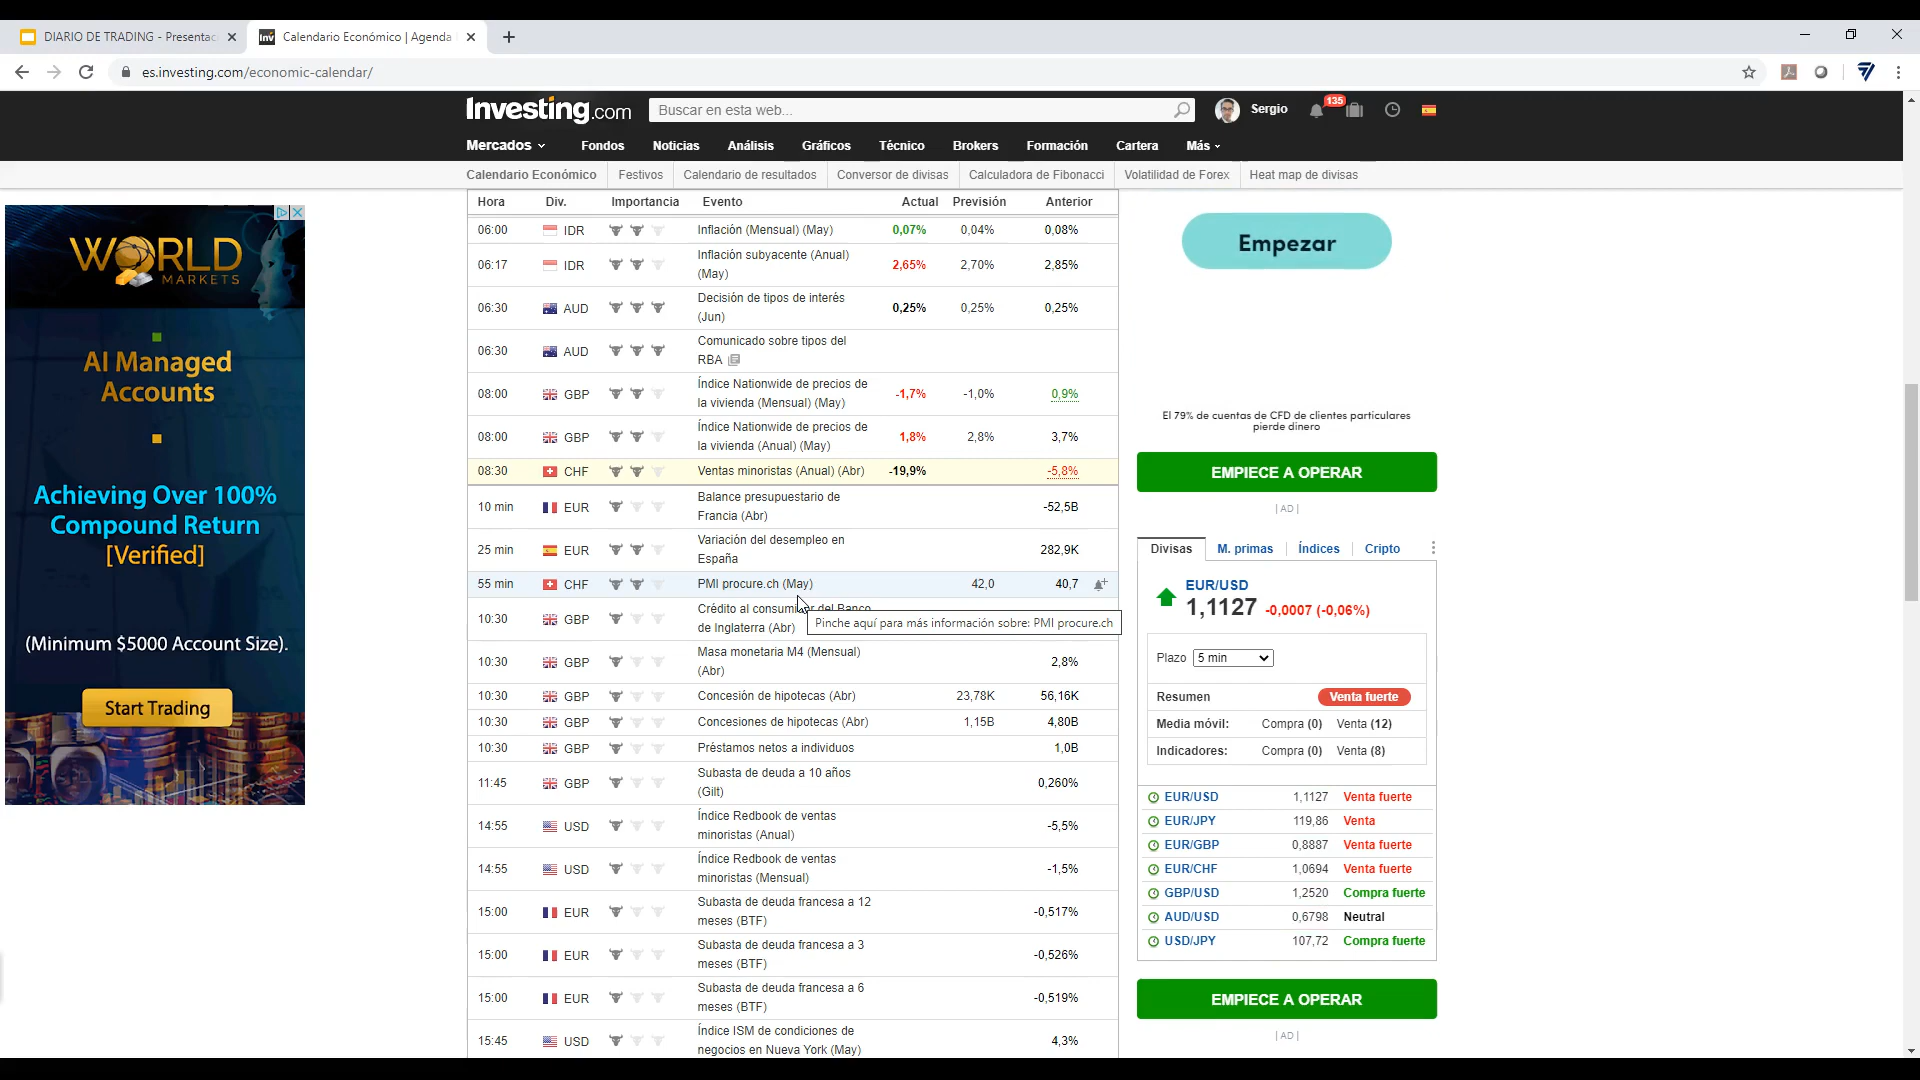 DIARIO DE TRADING - Presentac
Calendario Económico | Agenda
es.investing.com/economic-calendar/
Investing.com
Buscar en esta web...
Sergio
135
Mercados
Fondos
Noticias
Análisis
Gráficos
Técnico
Brokers
Formación
Cartera
Más
Calendario Económico
Festivos
Calendario de resultados
Conversor de divisas
Calculadora de Fibonacci
Volatilidad de Forex
Heat map de divisas
WORLD
MARKETS
AI Managed
Accounts
Achieving Over 100%
Compound Return
[Verified]
(Minimum $5000 Account Size).
Start Trading
Hora Div. Importancia Evento Actual Previsión Anterior
06:00 IDR Inflación (Mensual) (May) 0,07% 0,04% 0,08%
06:17 IDR Inflación subyacente (Anual) 2,65% 2,70% 2,85%
(May)
06:30 AUD Decisión de tipos de interés 0,25% 0,25% 0,25%
(Jun)
06:30 AUD Comunicado sobre tipos del
RBA
08:00 GBP Índice Nationwide de precios de -1,7% -1,0% 0,9%
la vivienda (Mensual) (May)
08:00 GBP Índice Nationwide de precios de 1,8% 2,8% 3,7%
la vivienda (Anual) (May)
08:30 CHF Ventas minoristas (Anual) (Abr) -19,9% -5,8%
10 min EUR Balance presupuestario de -52,5B
Francia (Abr)
25 min EUR Variación del desempleo en 282,9K
España
55 min CHF PMI procure.ch (May) 42,0 40,7
10:30 GBP Crédito al consumidor del Banco
de Inglaterra (Abr)
Pinche aquí para más información sobre: PMI procure.ch
10:30 GBP Masa monetaria M4 (Mensual) 2,8%
(Abr)
10:30 GBP Concesión de hipotecas (Abr) 23,78K 56,16K
10:30 GBP Concesiones de hipotecas (Abr) 1,15B 4,80B
10:30 GBP Préstamos netos a individuos 1,0B
11:45 GBP Subasta de deuda a 10 años 0,260%
(Gilt)
14:55 USD Índice Redbook de ventas -5,5%
minoristas (Anual)
14:55 USD Índice Redbook de ventas -1,5%
minoristas (Mensual)
15:00 EUR Subasta de deuda francesa a 12 -0,517%
meses (BTF)
15:00 EUR Subasta de deuda francesa a 3 -0,526%
meses (BTF)
15:00 EUR Subasta de deuda francesa a 6 -0,519%
meses (BTF)
15:45 USD Índice ISM de condiciones de 4,3%
negocios en Nueva York (May)
Empezar
El 79% de cuentas de CFD de clientes particulares
pierde dinero
EMPIECE A OPERAR
| AD |
Divisas M. primas Índices Cripto
EUR/USD
1,1127 -0,0007 (-0,06%)
Plazo 5 min
Resumen Venta fuerte
Media móvil: Compra (0) Venta (12)
Indicadores: Compra (0) Venta (8)
EUR/USD 1,1127 Venta fuerte
EUR/JPY 119,86 Venta
EUR/GBP 0,8887 Venta fuerte
EUR/CHF 1,0694 Venta fuerte
GBP/USD 1,2520 Compra fuerte
AUD/USD 0,6798 Neutral
USD/JPY 107,72 Compra fuerte
EMPIECE A OPERAR
| AD |